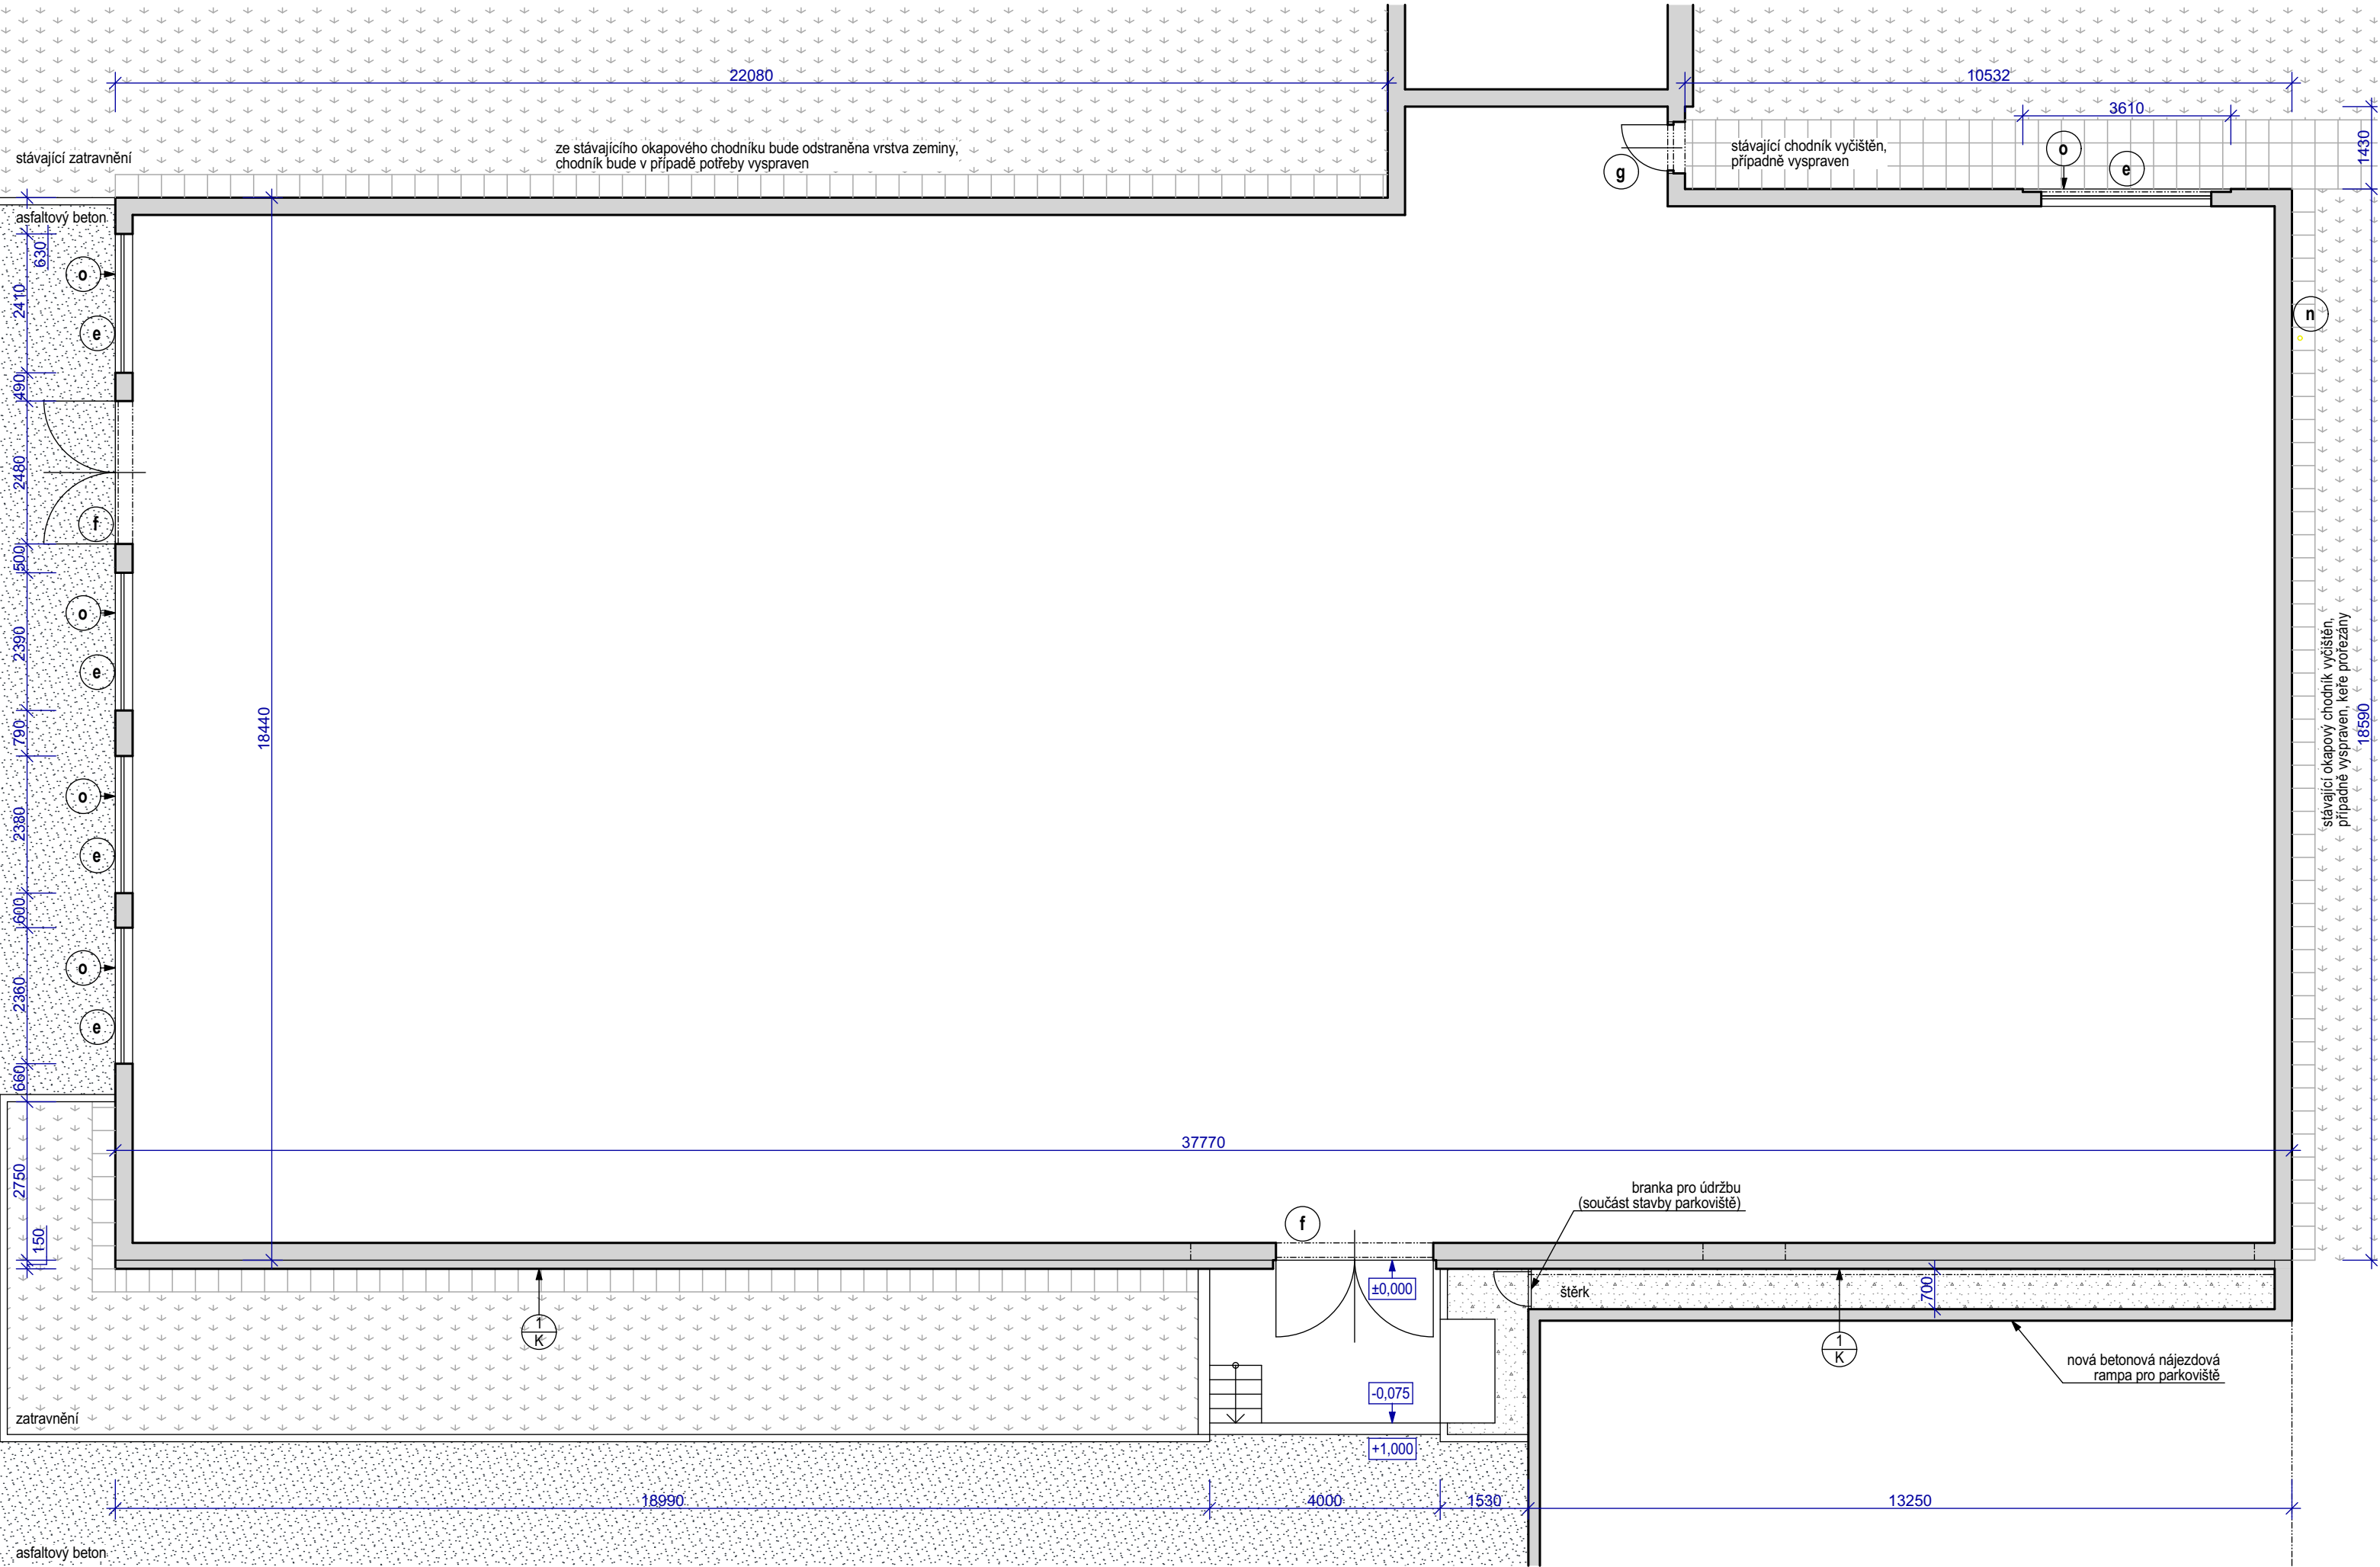 22080
10532
3610
1430
stávající zatravnění
ze stávajícího okapového chodníku bude odstraněna vrstva zeminy,
chodník bude v případě potřeby vyspraven
stávající chodník vyčištěn,
případně vyspraven
o
e
g
asfaltový beton
630
o
2410
e
n
490
2480
f
500
o
2390
e
stávající okapový chodník vyčištěn,
případně vyspraven, keře prořezány
18440
18590
790
o
2380
e
600
o
2360
e
660
37770
2750
branka pro údržbu
(součást stavby parkoviště)
150
f
±0,000
štěrk
700
1
K
1
K
nová betonová nájezdová
rampa pro parkoviště
-0,075
zatravnění
+1,000
18990
4000
1530
13250
asfaltový beton